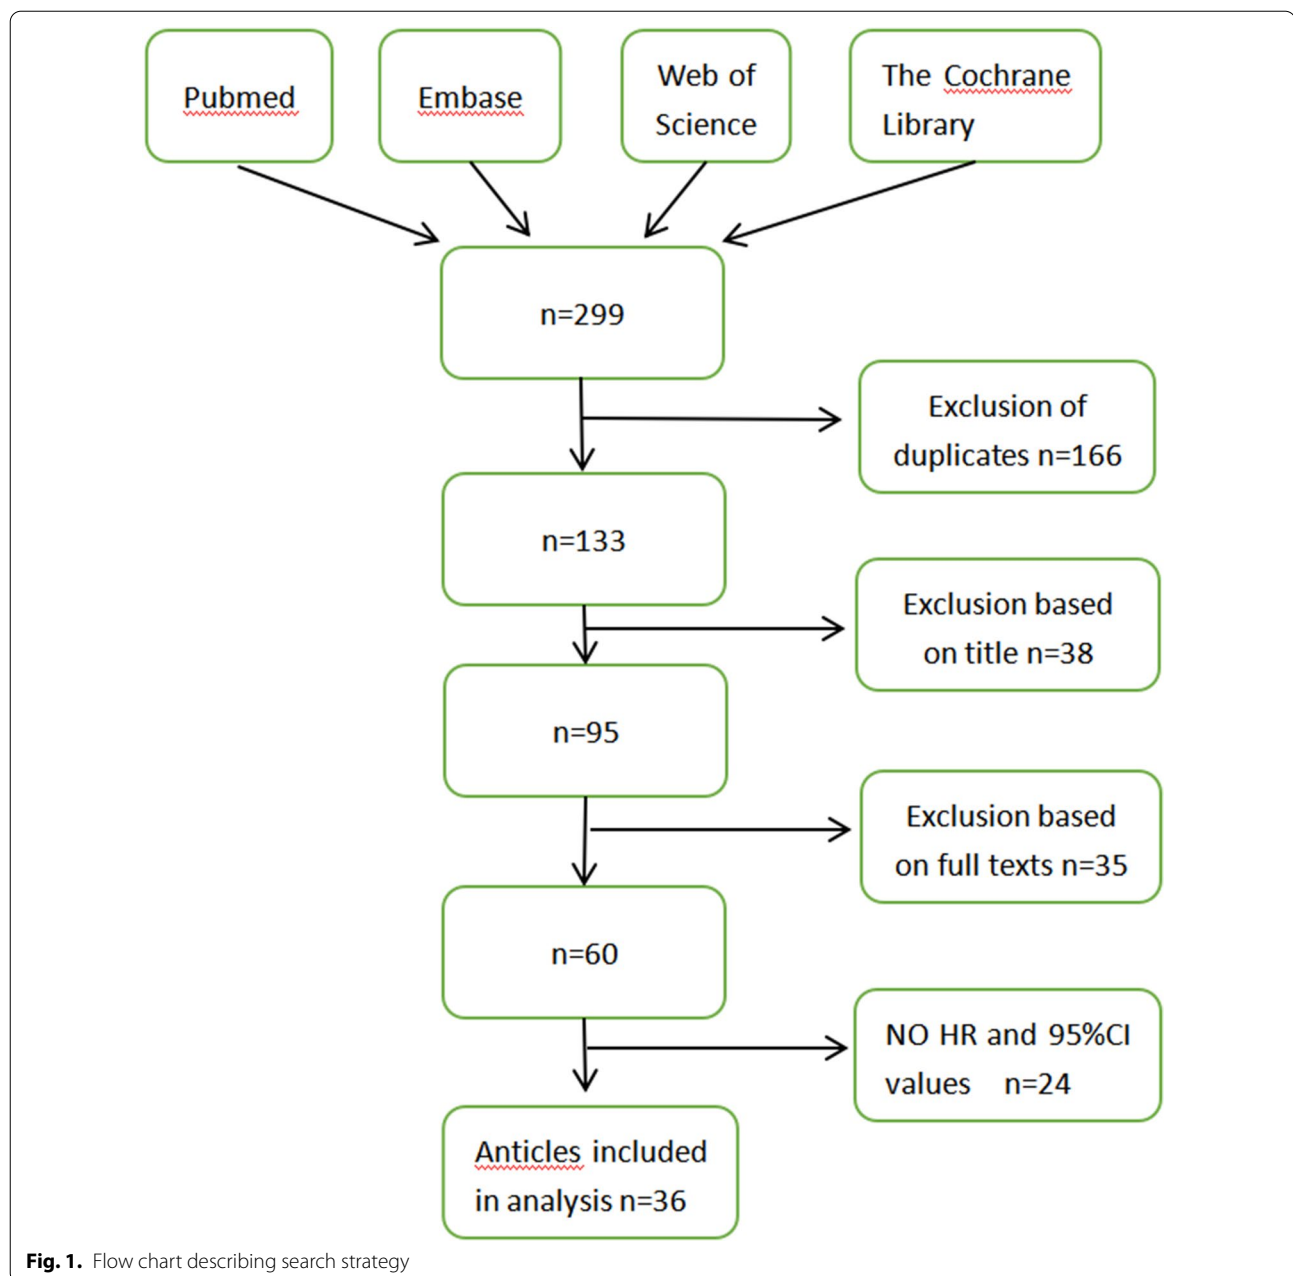 Pubmed
Embase
Web of
Science
The Cochrane
Library
n=299
Exclusion of
duplicates n=166
n=133
Exclusion based
on title n=38
n=95
Exclusion based
on full texts n=35
n=60
NO HR and 95%CI
values n=24
Anticles included
in analysis n=36
Fig. 1. Flow chart describing search strategy